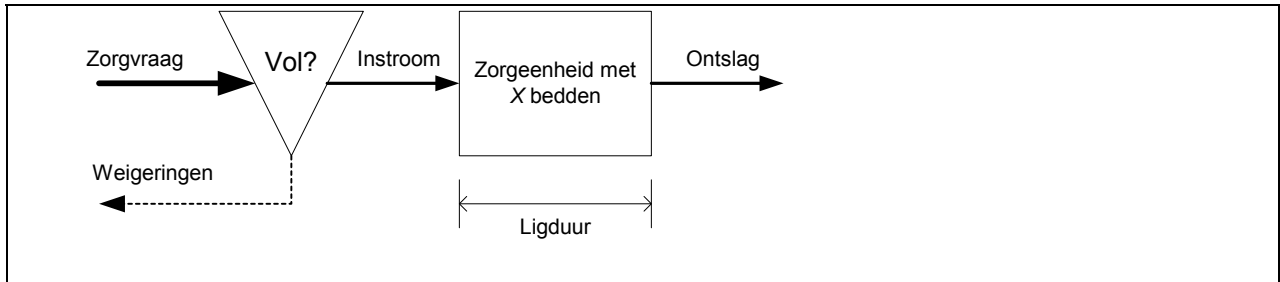 Zorgvraag
Vol?
Instroom
Zorgeenheid met
X bedden
Ontslag
Weigeringen
Ligduur